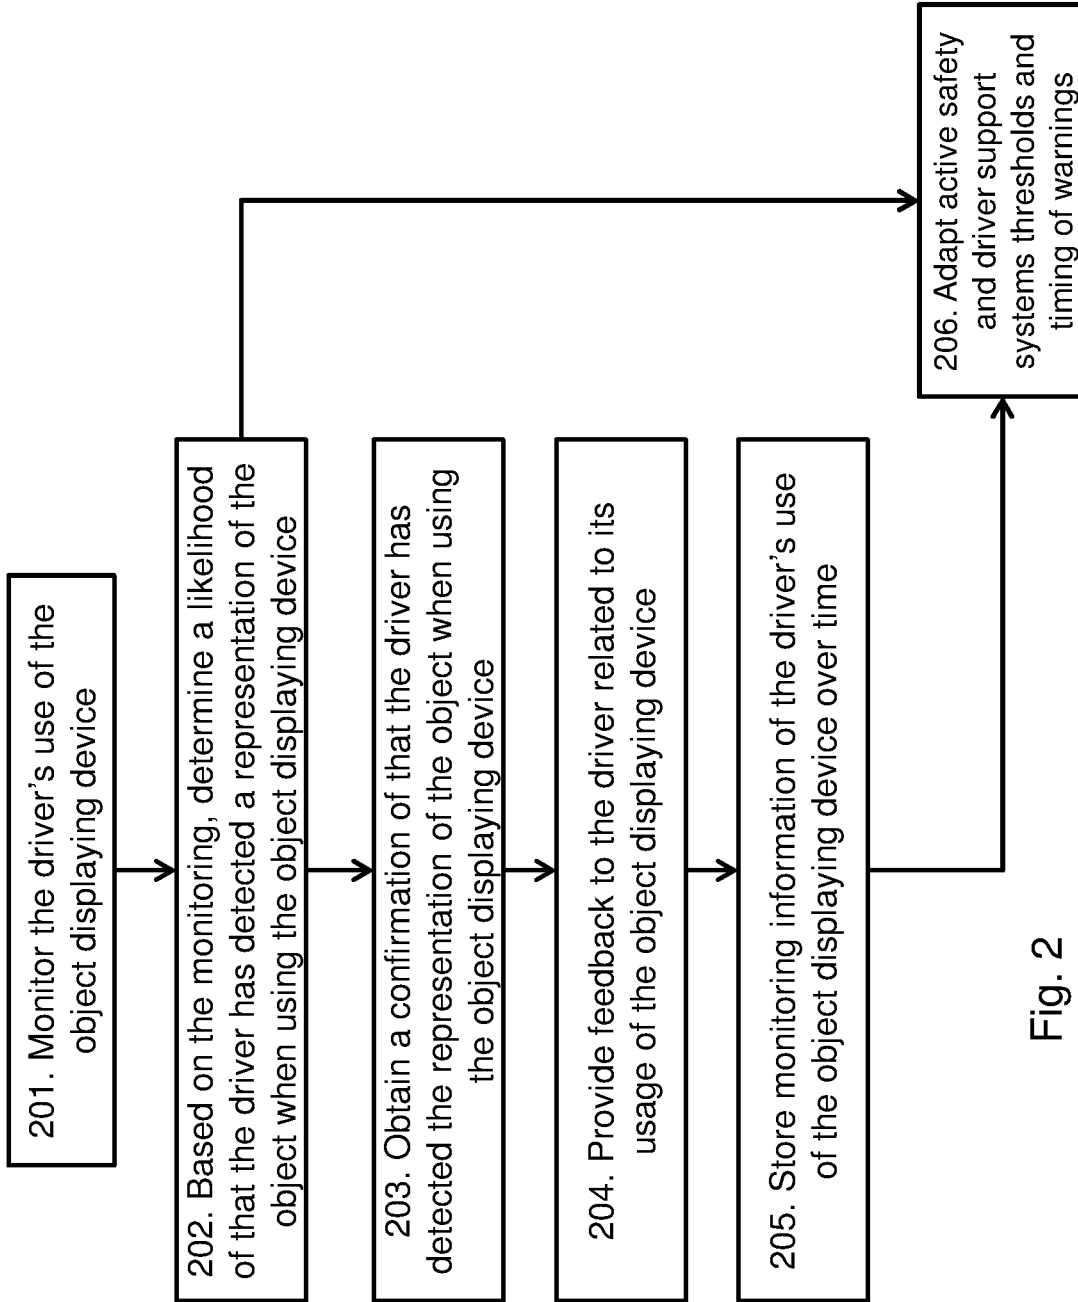 201. Monitor the driver's use of the
object displaying device
202. Based on the monitoring, determine a likelihood
of that the driver has detected a representation of the
object when using the object displaying device
203. Obtain a confirmation of that the driver has
detected the representation of the object when using
the object displaying device
204. Provide feedback to the driver related to its
usage of the object displaying device
205. Store monitoring information of the driver's use
of the object displaying device over time
206. Adapt active safety
and driver support
systems thresholds and
timing of warnings
Fig. 2